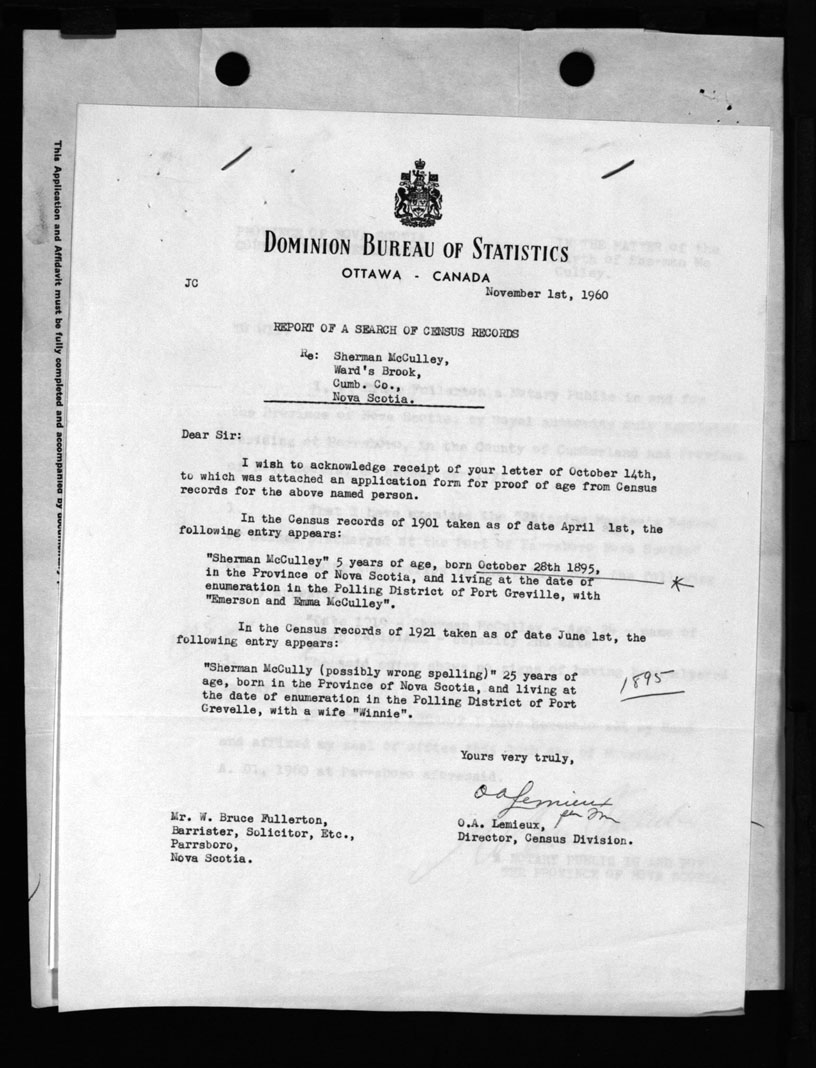 This Application and Affidavit must be fully completed and accompanied by
DOMINION BUREAU OF STATISTICS
OTTAWA - CANADA
JC
November 1st, 1960
REPORT OF A SEARCH OF CENSUS RECORDS
Re: Sherman McCulley,
Ward's Brook,
Cumb. Co.,
Nova Scotia.
Dear Sir:
I wish to acknowledge receipt of your letter of October 14th,
to which was attached an application form for proof of age from Census
records for the above named person.
In the Census records of 1901 taken as of date April 1st, the
following entry appears:
"Sherman McCulley" 5 years of age, born October 28th 1895,
in the Province of Nova Scotia, and living at the date of
enumeration in the Polling District of Port Greville, with
"Emerson and Emma McCulley".
In the Census records of 1921 taken as of date June 1st, the
following entry appears:
"Sherman McCully (possibly wrong spelling)" 25 years of
age, born in the Province of Nova Scotia, and living at
the date of enumeration in the Polling District of Port
Grevelle, with a wife "Winnie".
1895
Yours very truly,
OALemieux
per
O.A. Lemieux,
Director, Census Division.
Mr. W. Bruce Fullerton,
Barrister, Solicitor, Etc.,
Parrsboro,
Nova Scotia.